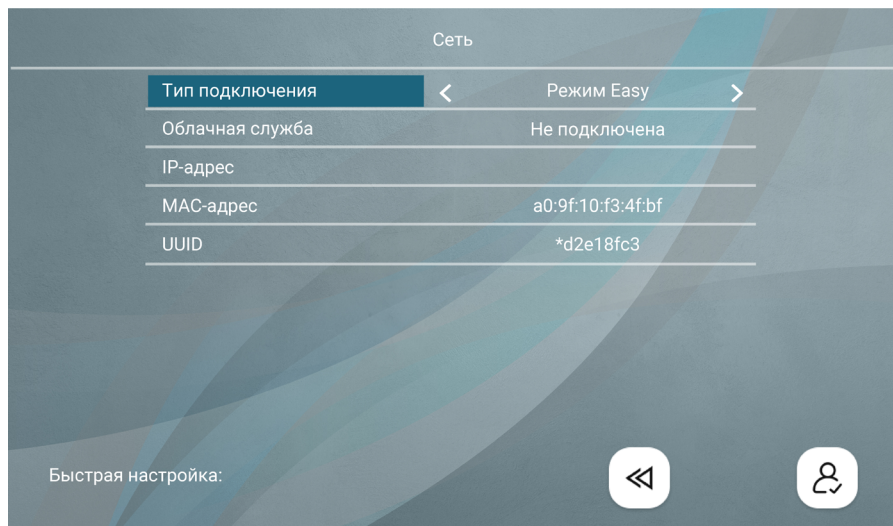 Сеть
Тип подключения Режим Easy
Облачная служба Не подключена
IP-адрес
MAC-адрес a0:9f:10:f3:4f:bf
UUID *d2e18fc3
Быстрая настройка: